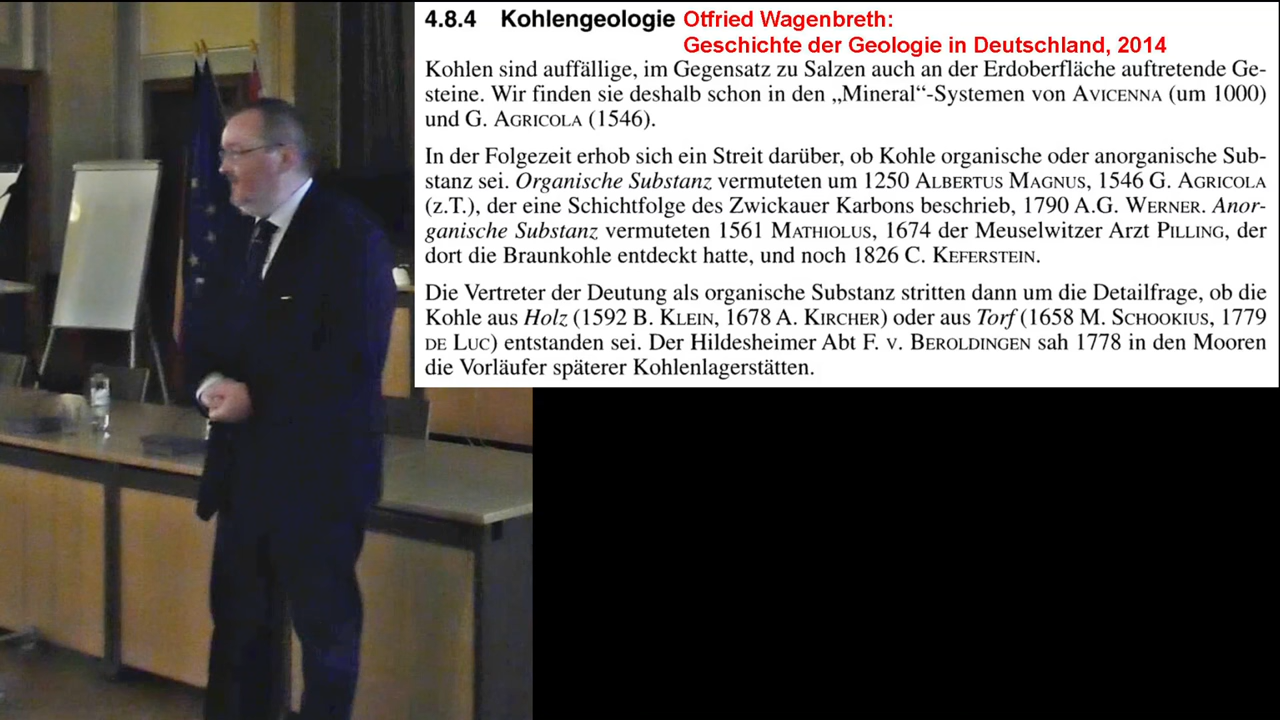 4.8.4 Kohlengeologie Otfried Wagenbreth:
Geschichte der Geologie in Deutschland, 2014
Kohlen sind auffällige, im Gegensatz zu Salzen auch an der Erdoberfläche auftretende Ge-
steine. Wir finden sie deshalb schon in den „Mineral“-Systemen von AVICENNA (um 1000)
und G. AGRICOLA (1546).
In der Folgezeit erhob sich ein Streit darüber, ob Kohle organische oder anorganische Sub-
stanz sei. Organische Substanz vermuteten um 1250 ALBERTUS MAGNUS, 1546 G. AGRICOLA
(z.T.), der eine Schichtfolge des Zwickauer Karbons beschrieb, 1790 A.G. WERNER. Anor-
ganische Substanz vermuteten 1561 MATHIOLUS, 1674 der Meuselwitzer Arzt PILLING, der
dort die Braunkohle entdeckt hatte, und noch 1826 C. KEFERSTEIN.
Die Vertreter der Deutung als organische Substanz stritten dann um die Detailfrage, ob die
Kohle aus Holz (1592 B. KLEIN, 1678 A. KIRCHER) oder aus Torf (1658 M. SCHOOKIUS, 1779
DE LUC) entstanden sei. Der Hildesheimer Abt F. V. BEROLDINGEN sah 1778 in den Mooren
die Vorläufer späterer Kohlenlagerstätten.